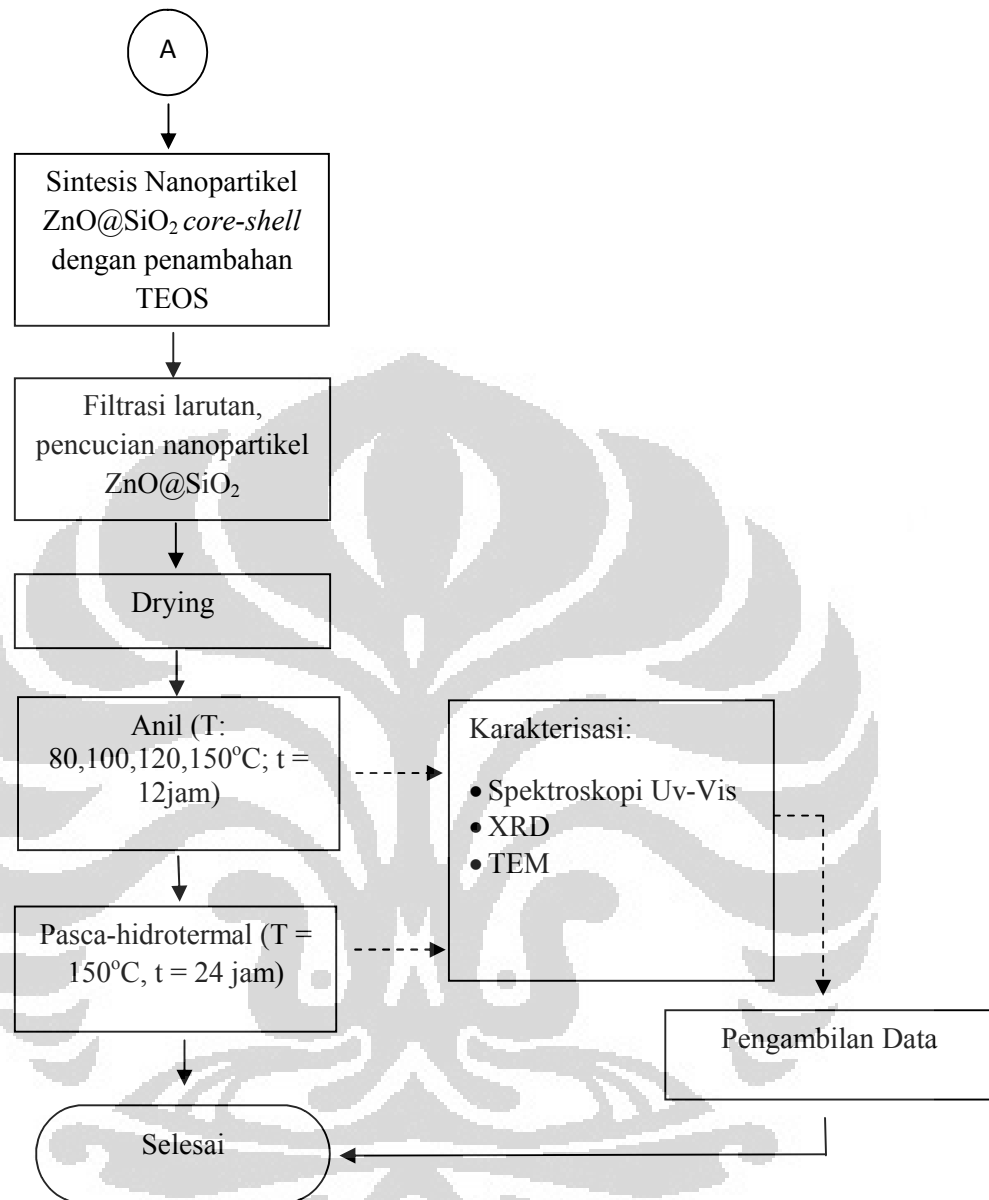 A
Sintesis Nanopartikel
ZnO@SiO₂ core-shell
dengan penambahan
TEOS
Filtrasi larutan,
pencucian nanopartikel
ZnO@SiO₂
Drying
Anil (T:
80,100,120,150°C; t =
12jam)
Karakterisasi:
• Spektroskopi Uv-Vis
• XRD
• TEM
Pasca-hidrotermal (T =
150°C, t = 24 jam)
Pengambilan Data
Selesai